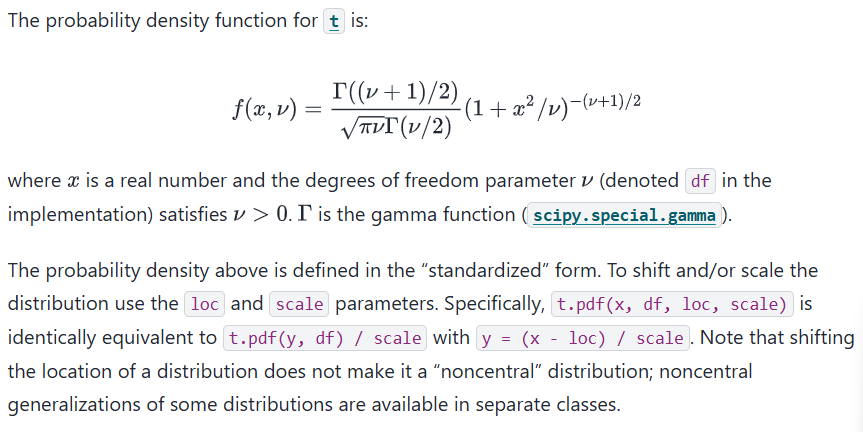 The probability density function for t is:
f(x, ν) = Γ((ν + 1)/2) / √πνΓ(ν/2) (1 + x²/ν)^−(ν+1)/2
where x is a real number and the degrees of freedom parameter ν (denoted df in the
implementation) satisfies ν > 0. Γ is the gamma function ( scipy.special.gamma ).
The probability density above is defined in the “standardized” form. To shift and/or scale the
distribution use the loc and scale parameters. Specifically, t.pdf(x, df, loc, scale) is
identically equivalent to t.pdf(y, df) / scale with y = (x - loc) / scale. Note that shifting
the location of a distribution does not make it a “noncentral” distribution; noncentral
generalizations of some distributions are available in separate classes.